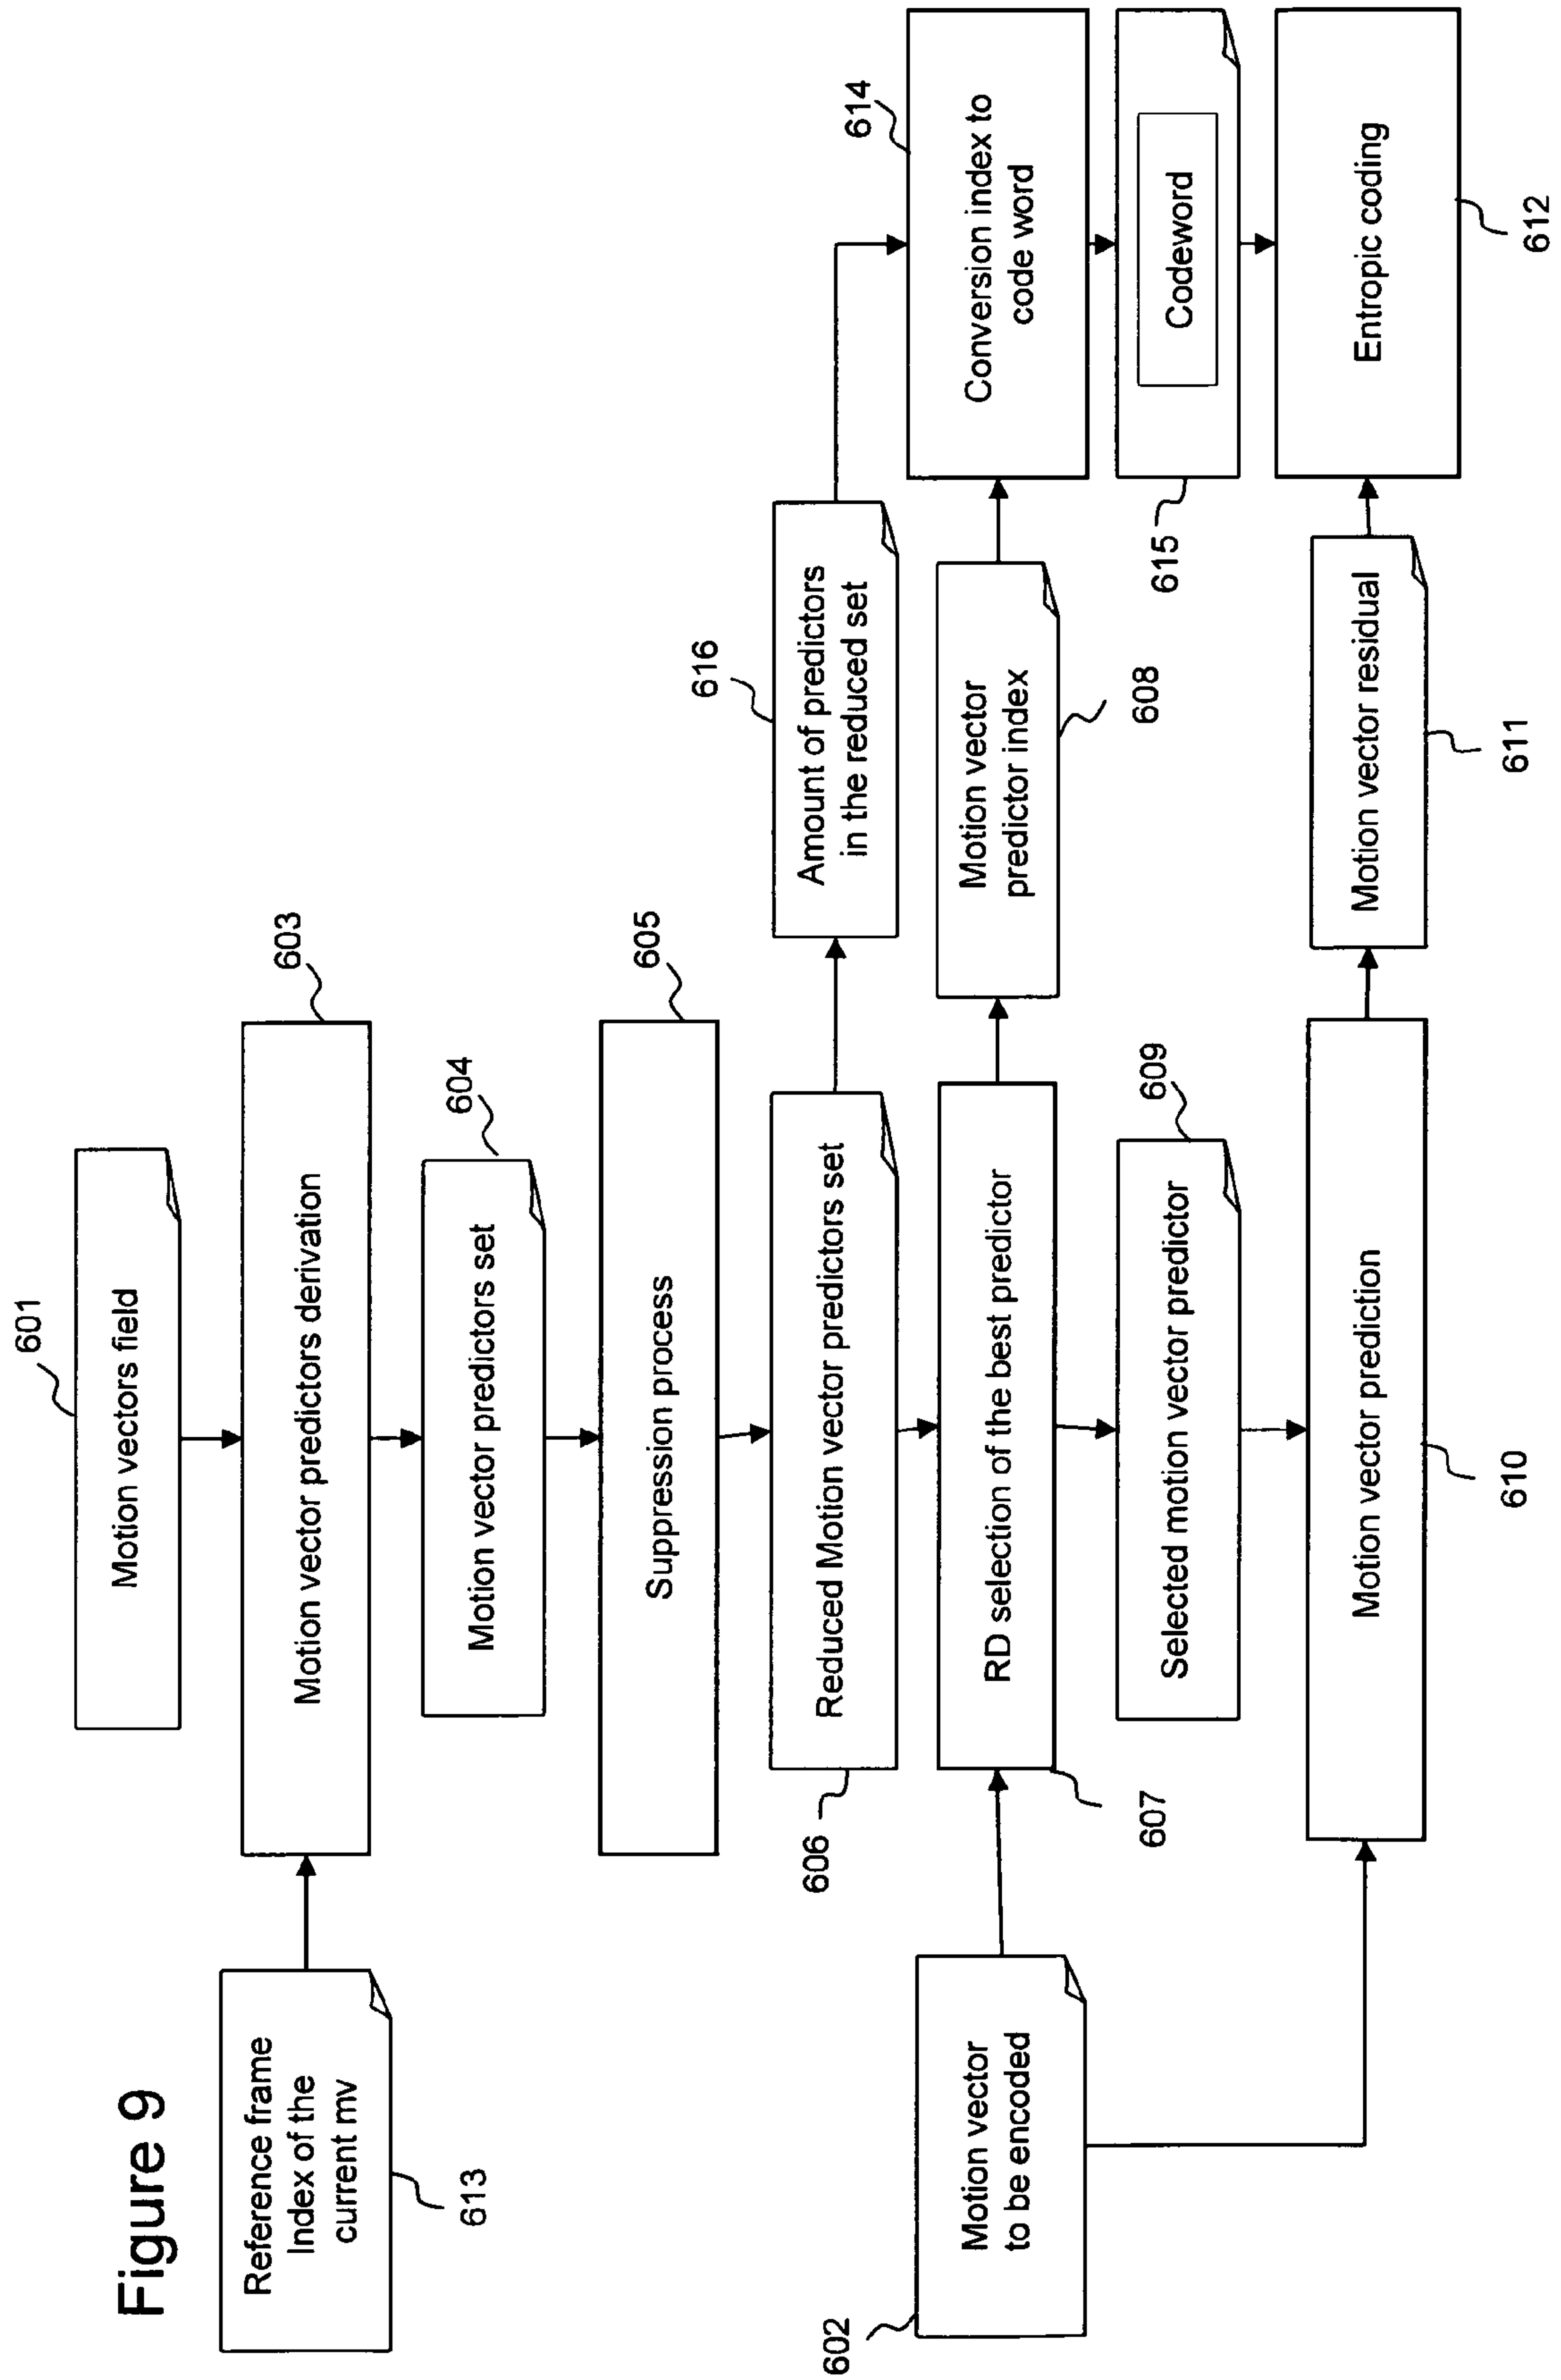 Figure 9
601
Motion vectors field
603
Reference frame
Index of the
current mv
613
Motion vector predictors derivation
604
Motion vector predictors set
605
Suppression process
616
606
Reduced Motion vector predictors set
Amount of predictors
in the reduced set
614
602
Motion vector
to be encoded
607
RD selection of the best predictor
Motion vector
predictor index
608
Conversion index to
code word
609
Selected motion vector predictor
615
Codeword
610
Motion vector prediction
Motion vector residual
611
Entropic coding
612